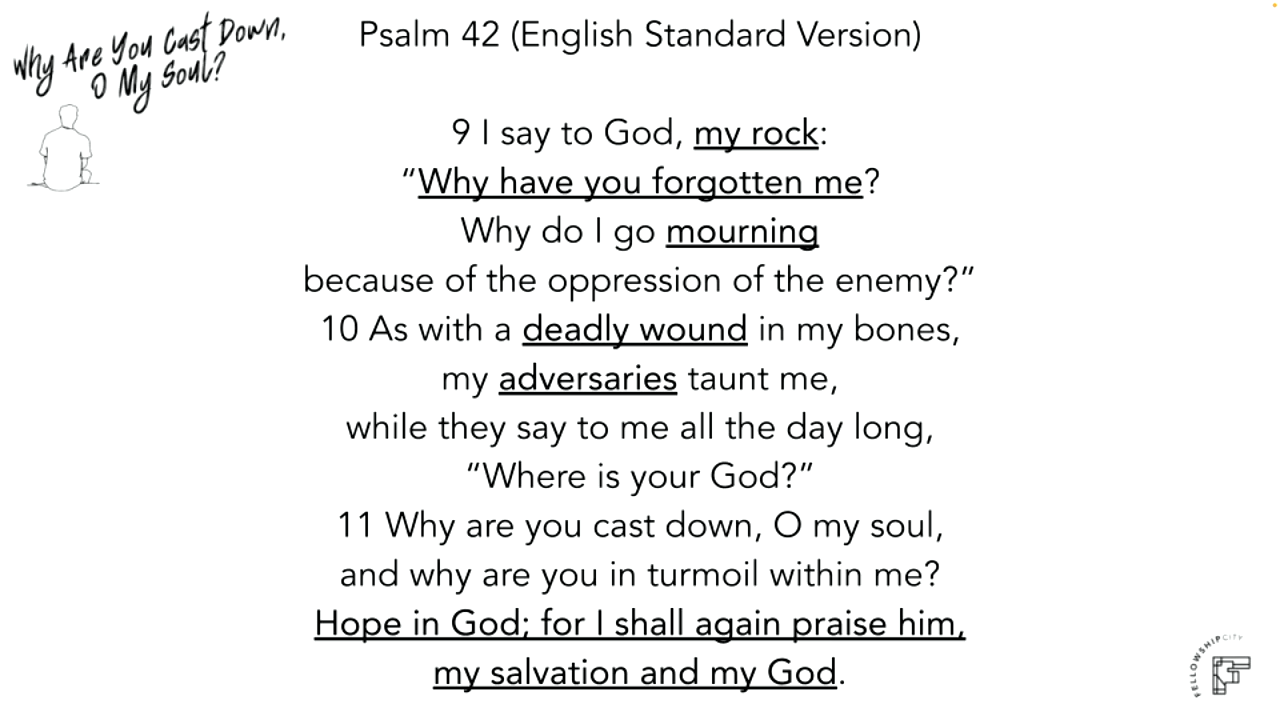 Why Are You Cast Down,
O My Soul?
Psalm 42 (English Standard Version)
9 I say to God, my rock:
“Why have you forgotten me?
Why do I go mourning
because of the oppression of the enemy?”
10 As with a deadly wound in my bones,
my adversaries taunt me,
while they say to me all the day long,
“Where is your God?”
11 Why are you cast down, O my soul,
and why are you in turmoil within me?
Hope in God; for I shall again praise him,
my salvation and my God.
FELLOWSHIPCITY